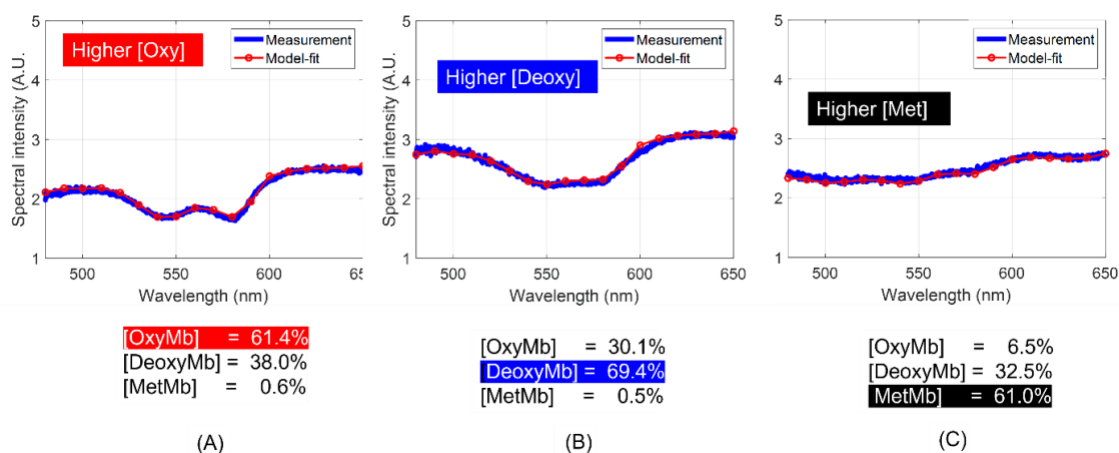 5
4
3
2
1
Spectral intensity (A.U.)
Higher [Oxy]
Measurement
Model-fit
500
550
600
65
Wavelength (nm)
[OxyMb] = 61.4%
[DeoxyMb] = 38.0%
[MetMb] = 0.6%
(A)
5
4
3
2
1
Spectral intensity (A.U.)
Higher [Deoxy]
Measurement
Model-fit
500
550
600
650
Wavelength (nm)
[OxyMb] = 30.1%
[DeoxyMb] = 69.4%
[MetMb] = 0.5%
(B)
5
4
3
2
1
Spectral intensity (A.U.)
Higher [Met]
Measurement
Model-fit
500
550
600
650
Wavelength (nm)
[OxyMb] = 6.5%
[DeoxyMb] = 32.5%
MetMb] = 61.0%
(C)